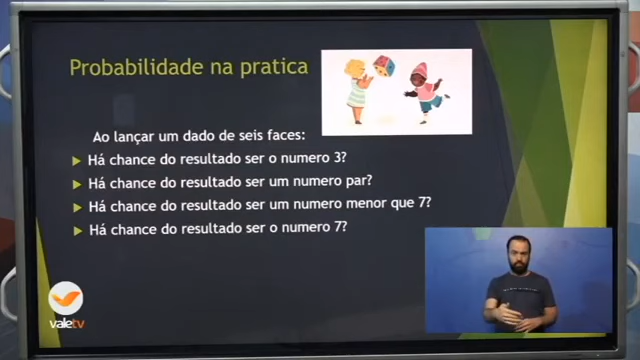 Probabilidade na pratica
Ao lançar um dado de seis faces:
Há chance do resultado ser o numero 3?
Há chance do resultado ser um numero par?
Há chance do resultado ser um numero menor que 7?
Há chance do resultado ser o numero 7?
valetv